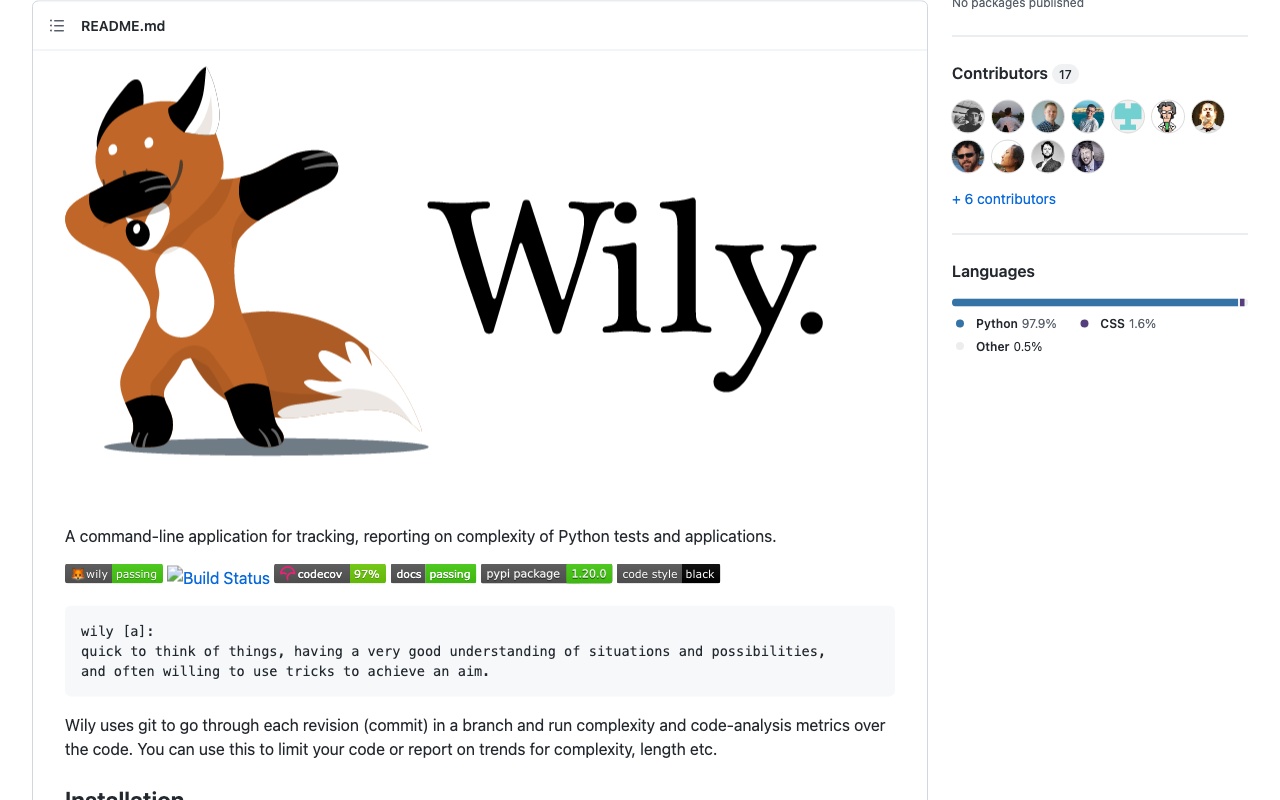 No packages published
README.md
Contributors 17
+ 6 contributors
Languages
Python 97.9%
CSS 1.6%
Other 0.5%
Wily.
A command-line application for tracking, reporting on complexity of Python tests and applications.
wily passing Build Status codecov 97% docs passing pypi package 1.20.0 code style black
wily [a]:
quick to think of things, having a very good understanding of situations and possibilities,
and often willing to use tricks to achieve an aim.
Wily uses git to go through each revision (commit) in a branch and run complexity and code-analysis metrics over
the code. You can use this to limit your code or report on trends for complexity, length etc.
Installation